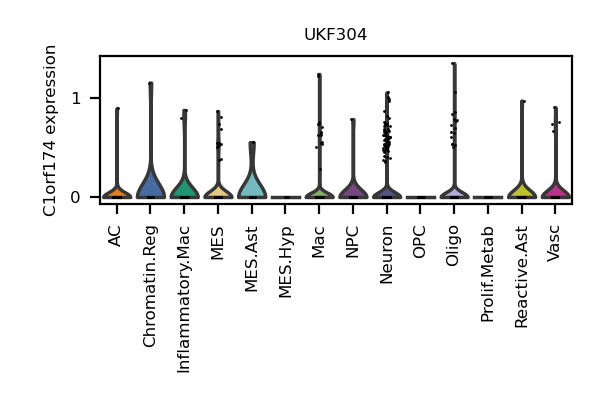 UKF304
C1orf174 expression
1
0
AC
Chromatin.Reg
Inflammatory.Mac
MES
MES.Ast
MES.Hyp
Mac
NPC
Neuron
OPC
Oligo
Prolif.Metab
Reactive.Ast
Vasc